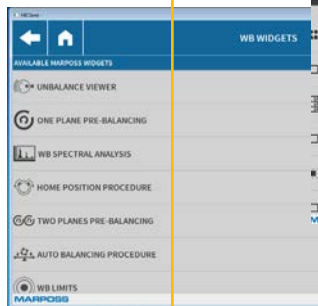 WB WIDGETS
AVAILABLE MARPOSS WIDGETS
UNBALANCE VIEWER
ONE PLANE PRE-BALANCING
WB SPECTRAL ANALYSIS
HOME POSITION PROCEDURE
TWO PLANES PRE-BALANCING
AUTO BALANCING PROCEDURE
WB LIMITS
MARPOSS